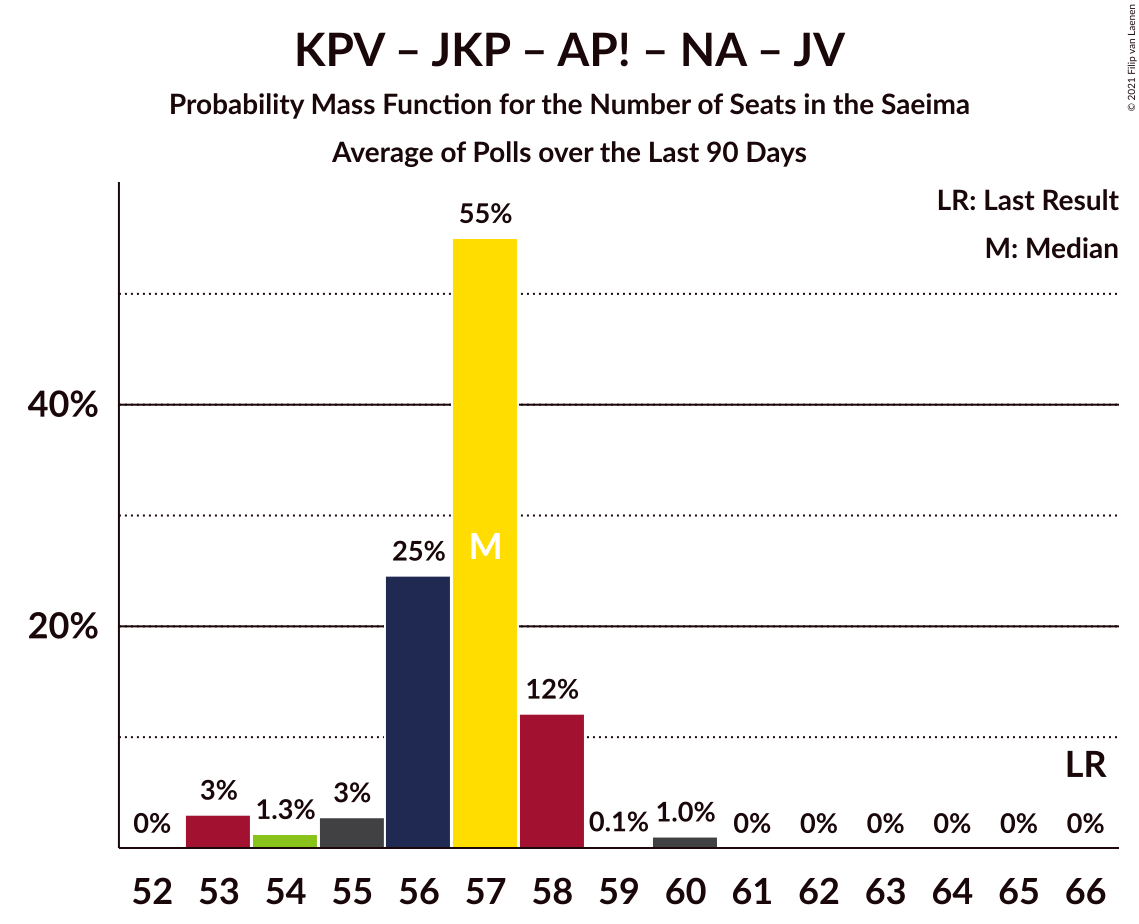 KPV – JKP – AP! – NA – JV
Probability Mass Function for the Number of Seats in the Saeima
Average of Polls over the Last 90 Days
© 2021 Filip van Laenen
LR: Last Result
M: Median
55%
40%
25%
M
20%
12%
LR
0% 3% 1.3% 3% 0.1% 1.0% 0% 0% 0% 0% 0% 0%
52 53 54 55 56 57 58 59 60 61 62 63 64 65 66